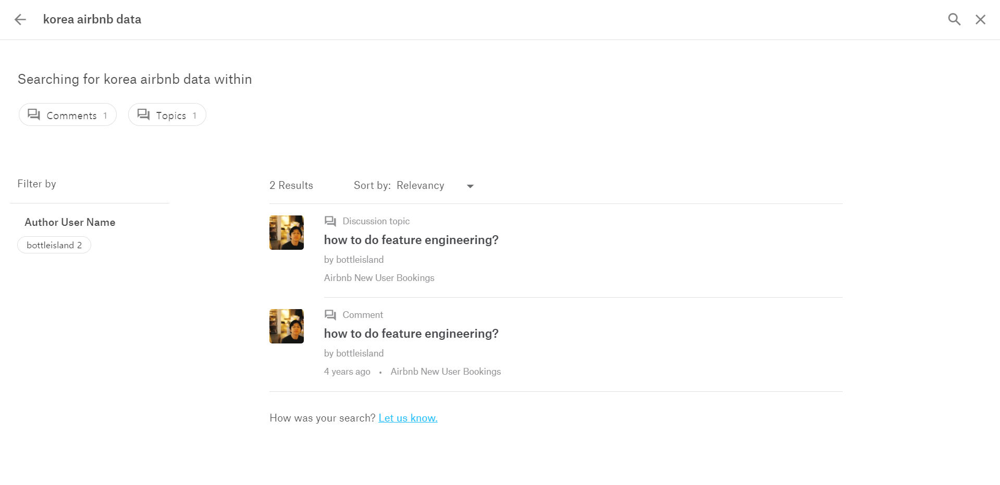 korea airbnb data
Searching for korea airbnb data within
Comments 1
Topics 1
Filter by
Author User Name
bottleisland 2
2 Results
Sort by: Relevancy
Discussion topic
how to do feature engineering?
by bottleisland
Airbnb New User Bookings
Comment
how to do feature engineering?
by bottleisland
4 years ago • Airbnb New User Bookings
How was your search? Let us know.